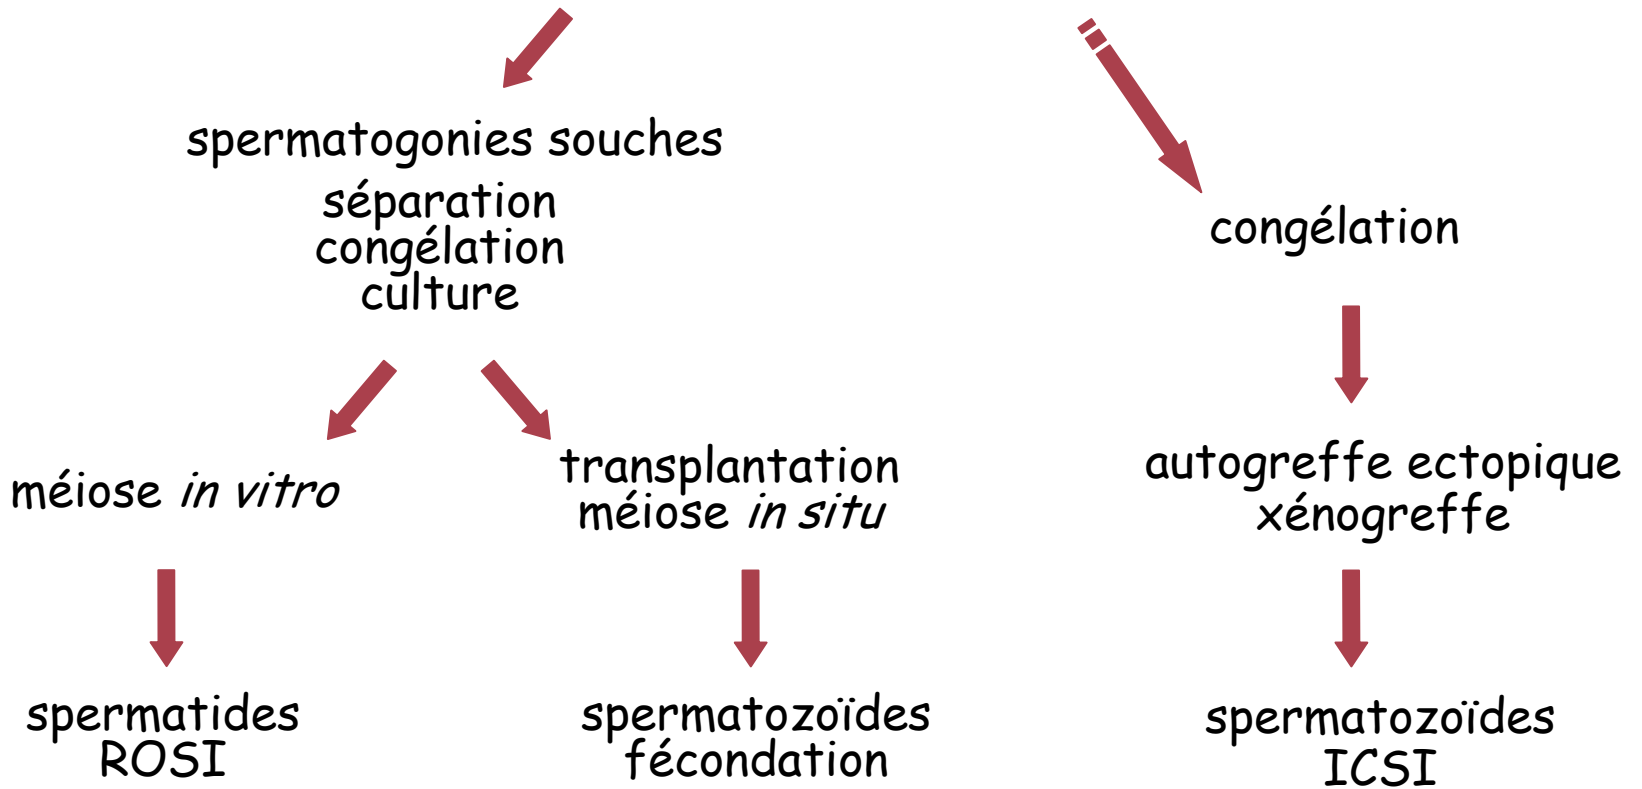 spermatogonies souches
séparation
congélation
culture
congélation
méiose in vitro
transplantation
méiose in situ
autogreffe ectopique
xénogreffe
spermatides
ROSI
spermatozoïdes
fécondation
spermatozoïdes
ICSI